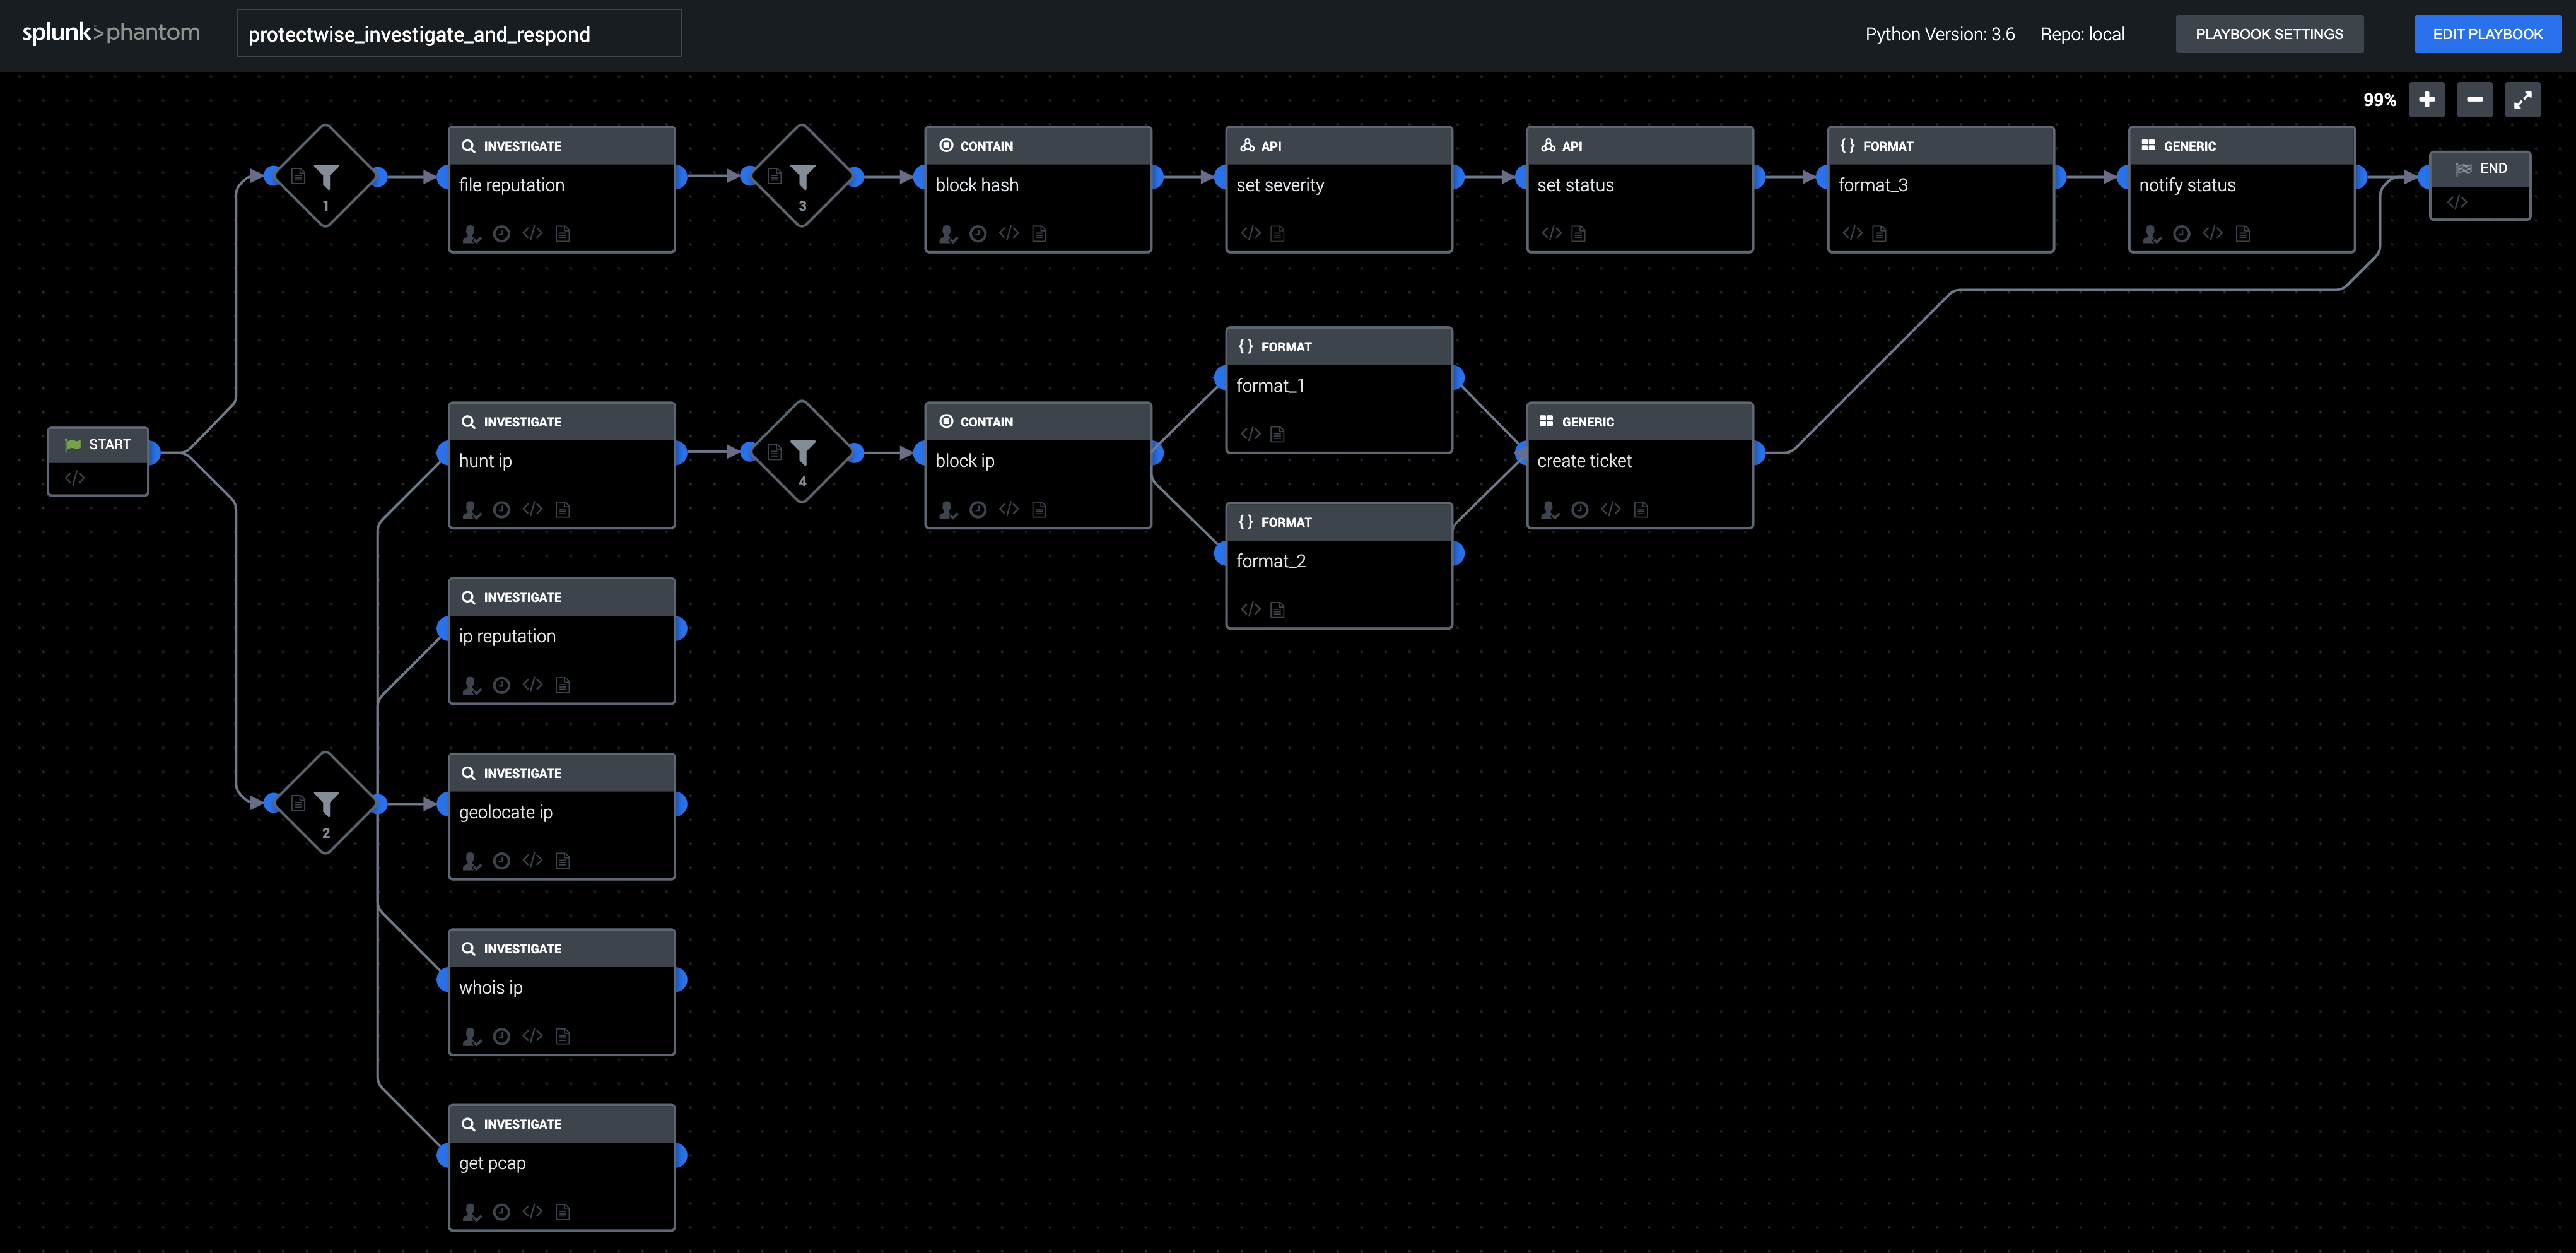 splunk>phantom
protectwise_investigate_and_respond
Python Version: 3.6
Repo: local
PLAYBOOK SETTINGS
EDIT PLAYBOOK
99%
1
INVESTIGATE
file reputation
3
CONTAIN
block hash
API
set severity
API
set status
{} FORMAT
format_3
GENERIC
notify status
END
</>
START
</>
INVESTIGATE
hunt ip
4
CONTAIN
block ip
{} FORMAT
format_1
{} FORMAT
format_2
GENERIC
create ticket
2
INVESTIGATE
ip reputation
INVESTIGATE
geolocate ip
INVESTIGATE
whois ip
INVESTIGATE
get pcap